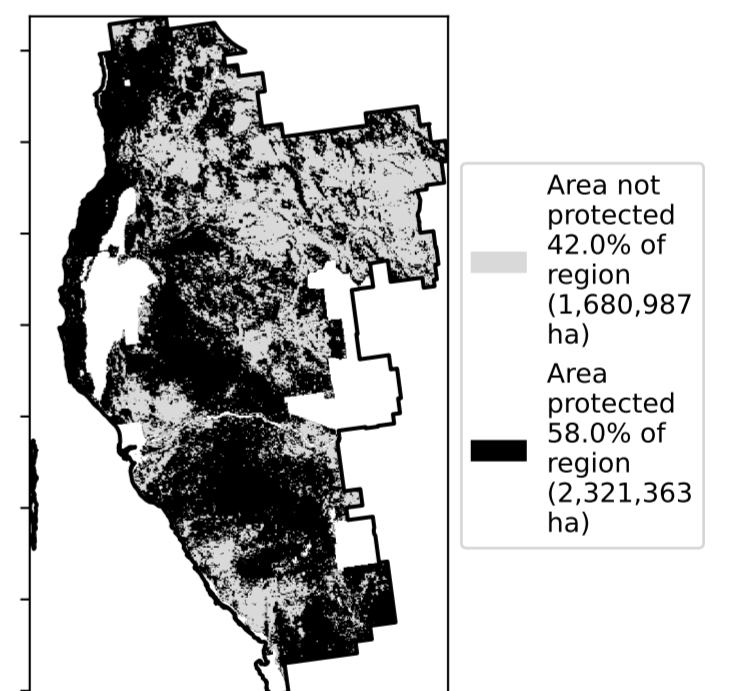 Area not
protected
42.0% of
region
(1,680,987
ha)
Area
protected
58.0% of
region
(2,321,363
ha)